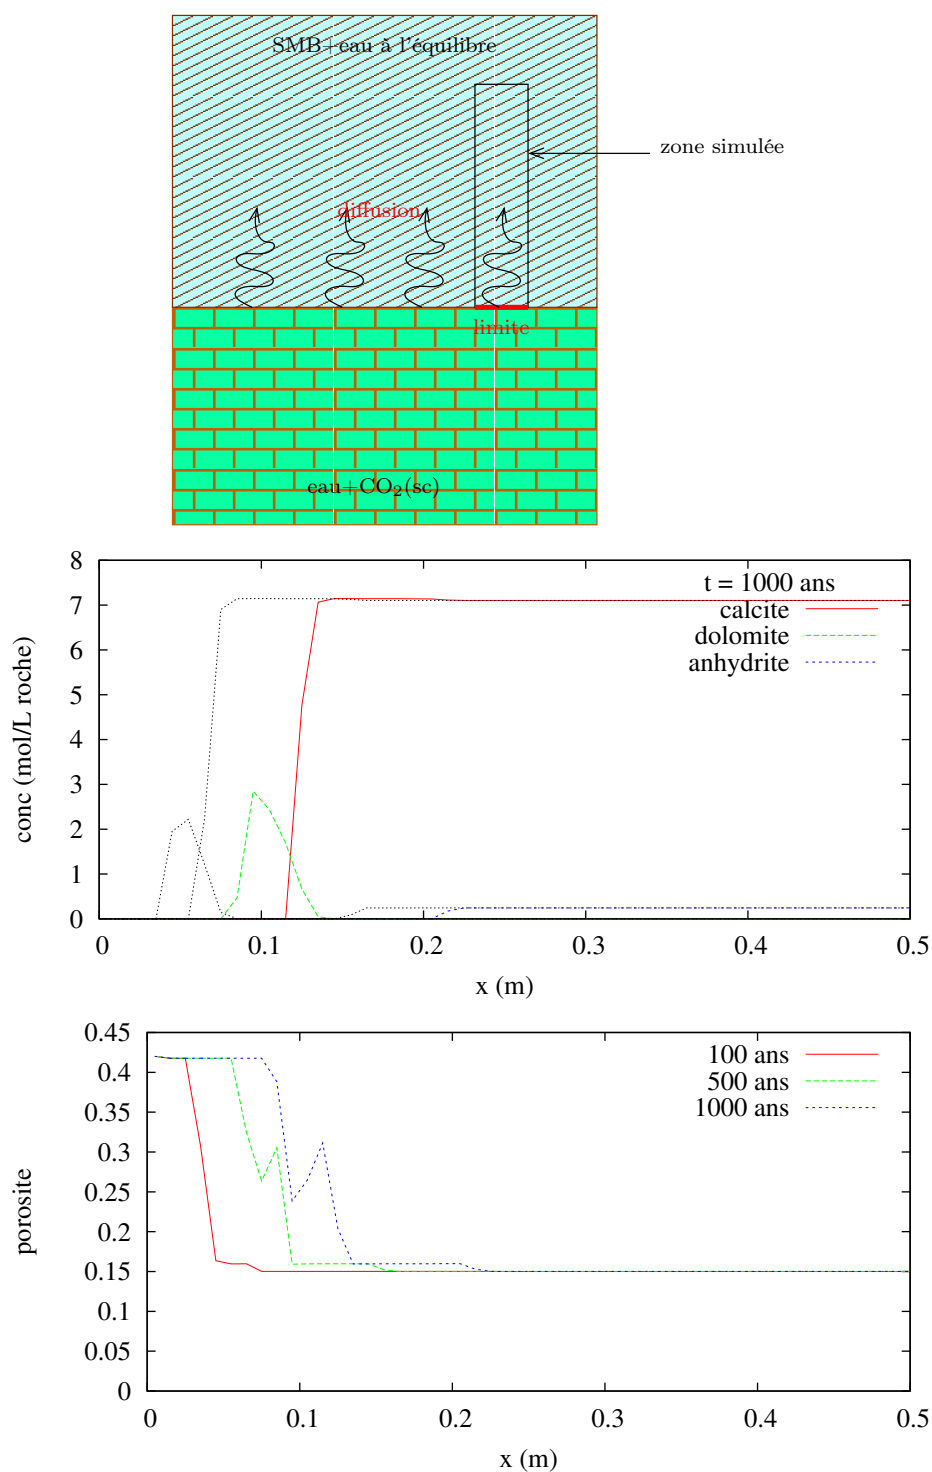 SMB+eau à l'équilibre
zone simulée
diffusion
limite
eau+CO₂(sc)
8
7
6
5
4
3
2
1
0
conc (mol/L roche)
t = 1000 ans
calcite
dolomite
anhydrite
0 0.1 0.2 0.3 0.4 0.5
x (m)
0.45
0.4
0.35
0.3
0.25
0.2
0.15
0.1
0.05
0
porosite
100 ans
500 ans
1000 ans
0 0.1 0.2 0.3 0.4 0.5
x (m)